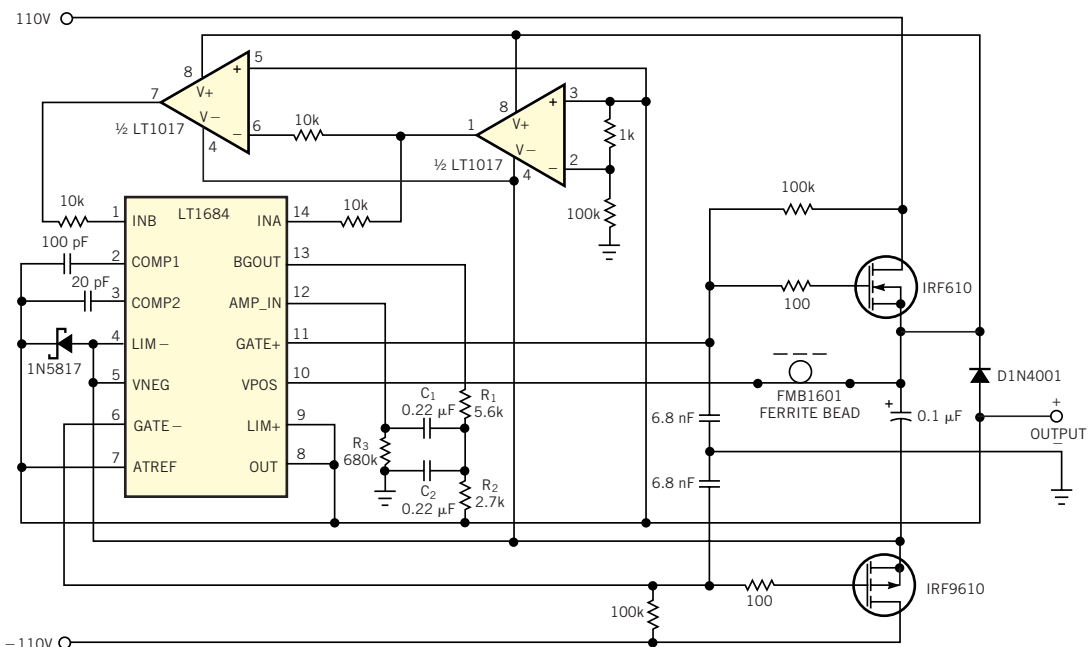 110V
8
V+
V−
+
−
7
5
6
4
½ LT1017
10k
1
8
V+
V−
+
−
3
2
4
½ LT1017
1k
100k
10k
100 pF
20 pF
1N5817
LT1684
1 INB
2 COMP1
3 COMP2
4 LIM−
5 VNEG
6 GATE−
7 ATREF
INA 14
BGOUT 13
AMP_IN 12
GATE+ 11
VPOS 10
LIM+ 9
OUT 8
10k
C1
0.22 µF
R1
5.6k
R3
680k
C2
0.22 µF
R2
2.7k
100k
100
IRF610
FMB1601
FERRITE BEAD
D1N4001
+
0.1 µF
+
OUTPUT
−
6.8 nF
6.8 nF
100k
100
IRF9610
−110V